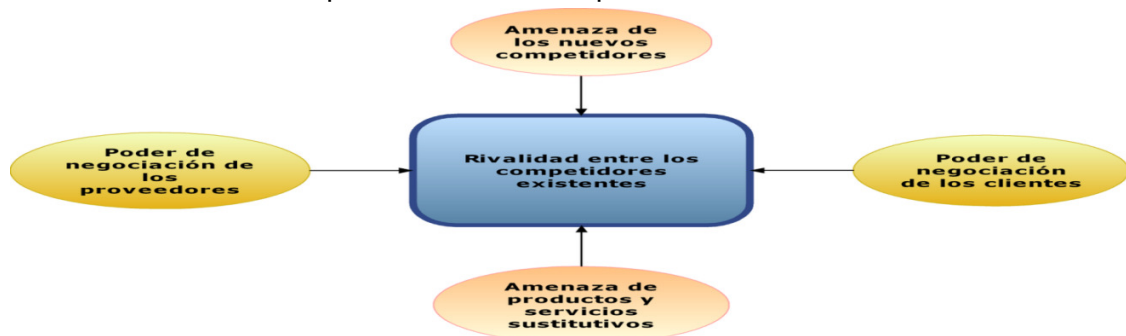 Amenaza de
los nuevos
competidores
Poder de
negociación de
los
proveedores
Rivalidad entre los
competidores
existentes
Poder de
negociación
de los clientes
Amenaza de
productos y
servicios
sustitutivos